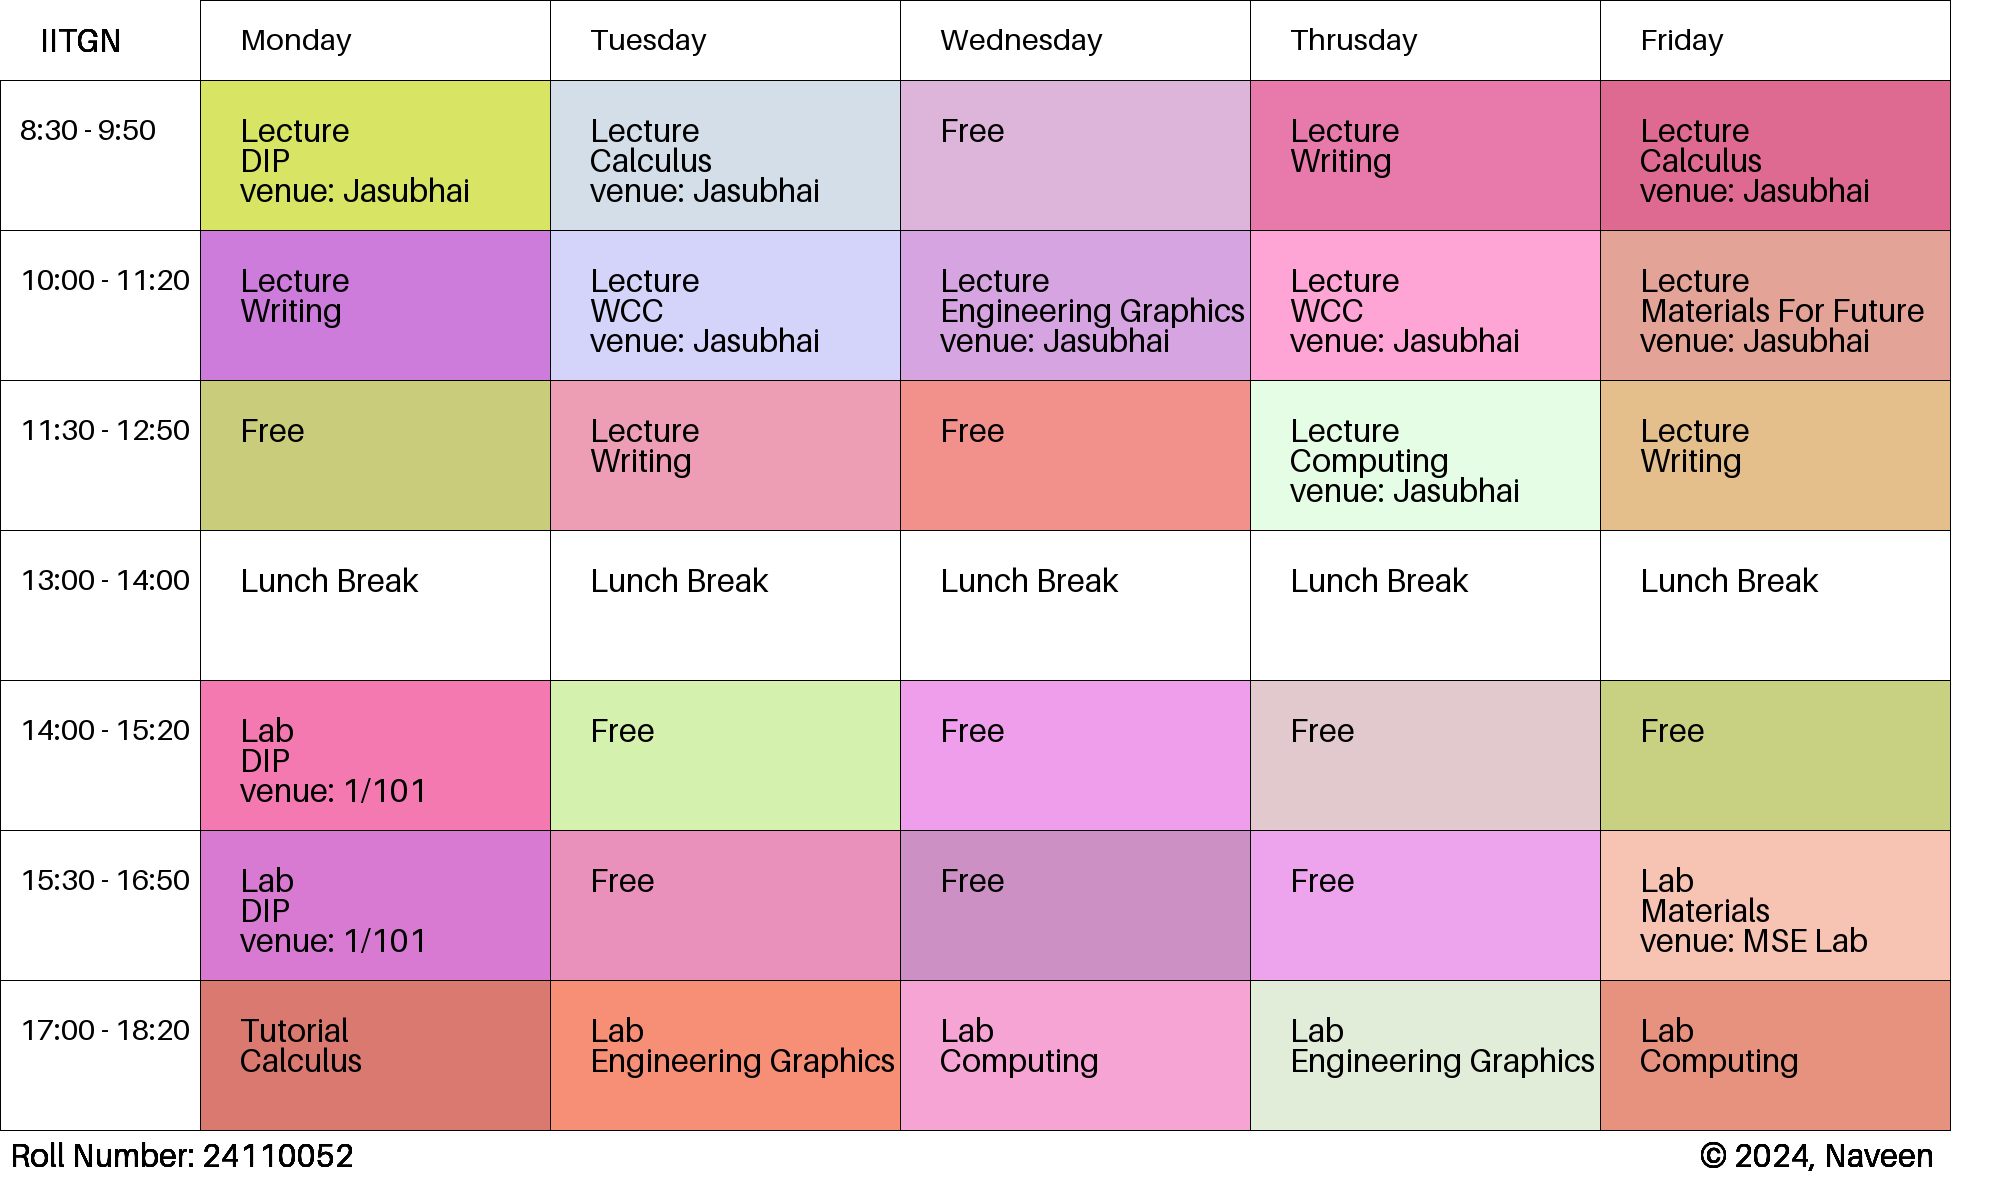 IITGN
Monday
Tuesday
Wednesday
Thrusday
Friday
8:30 - 9:50
Lecture
DIP
venue: Jasubhai
Lecture
Calculus
venue: Jasubhai
Free
Lecture
Writing
Lecture
Calculus
venue: Jasubhai
10:00 - 11:20
Lecture
Writing
Lecture
WCC
venue: Jasubhai
Lecture
Engineering Graphics
venue: Jasubhai
Lecture
WCC
venue: Jasubhai
Lecture
Materials For Future
venue: Jasubhai
11:30 - 12:50
Free
Lecture
Writing
Free
Lecture
Computing
venue: Jasubhai
Lecture
Writing
13:00 - 14:00
Lunch Break
Lunch Break
Lunch Break
Lunch Break
Lunch Break
14:00 - 15:20
Lab
DIP
venue: 1/101
Free
Free
Free
Free
15:30 - 16:50
Lab
DIP
venue: 1/101
Free
Free
Free
Lab
Materials
venue: MSE Lab
17:00 - 18:20
Tutorial
Calculus
Lab
Engineering Graphics
Lab
Computing
Lab
Engineering Graphics
Lab
Computing
Roll Number: 24110052
© 2024, Naveen